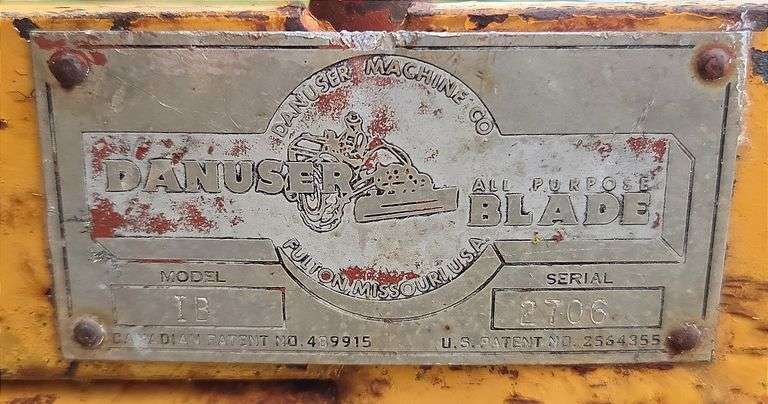 DANUSER MACHINE CO
DANUSER
ALL PURPOSE
BLADE
FULTON MISSOURI U.S.A.
MODEL
SERIAL
IB
2706
CANADIAN PATENT NO. 489915
U.S. PATENT NO. 2564355